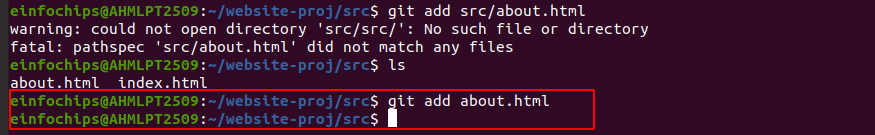 einfochips@AHMLPT2509:~/website-proj/src$ git add src/about.html
warning: could not open directory 'src/src/': No such file or directory
fatal: pathspec 'src/about.html' did not match any files
einfochips@AHMLPT2509:~/website-proj/src$ ls
about.html  index.html
einfochips@AHMLPT2509:~/website-proj/src$ git add about.html
einfochips@AHMLPT2509:~/website-proj/src$